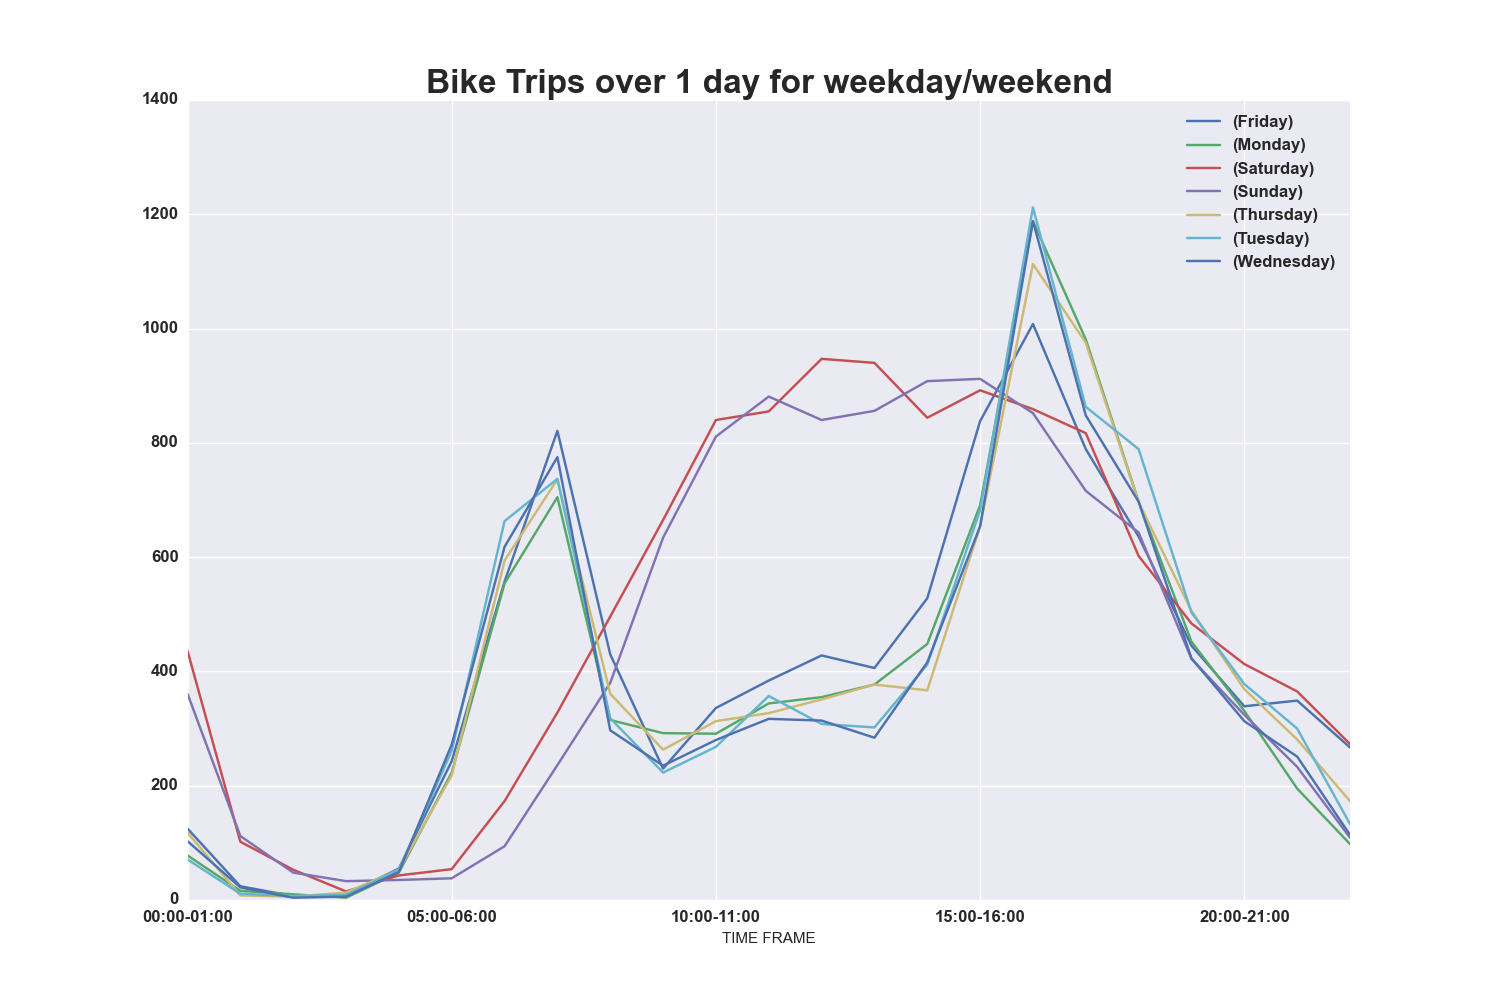 Bike Trips over 1 day for weekday/weekend
1400
1200
1000
800
600
400
200
0
(Friday)
(Monday)
(Saturday)
(Sunday)
(Thursday)
(Tuesday)
(Wednesday)
00:00-01:00 05:00-06:00 10:00-11:00 15:00-16:00 20:00-21:00
TIME FRAME